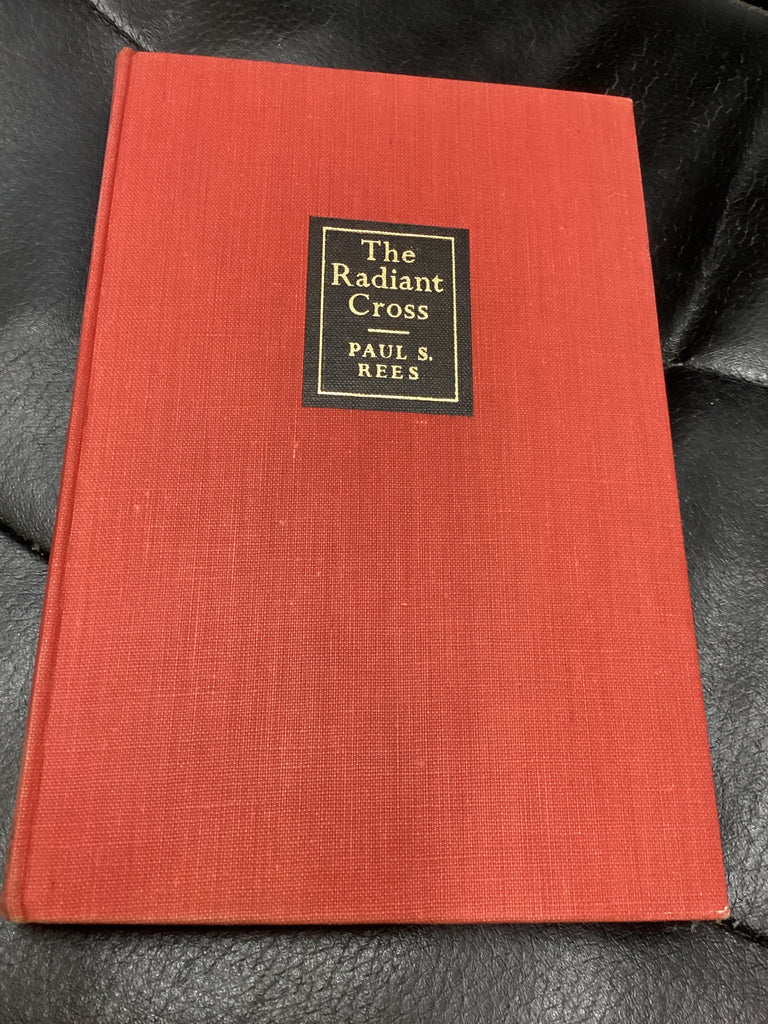 The
Radiant
Cross
PAUL S.
REES